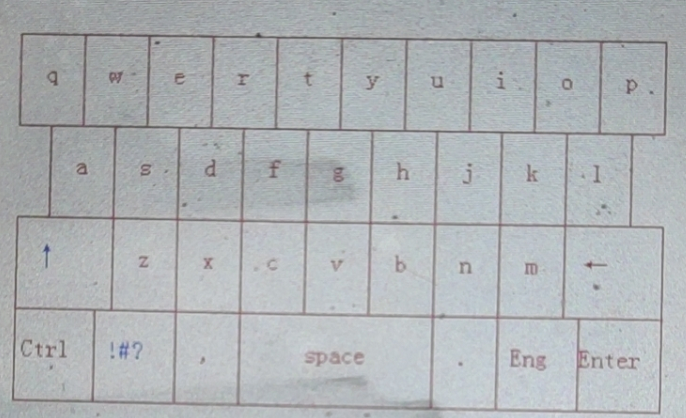 q w e r t y u i o p
a s d f g h j k l
↑ z x c v b n m ←
Ctrl !#? , space . Eng Enter